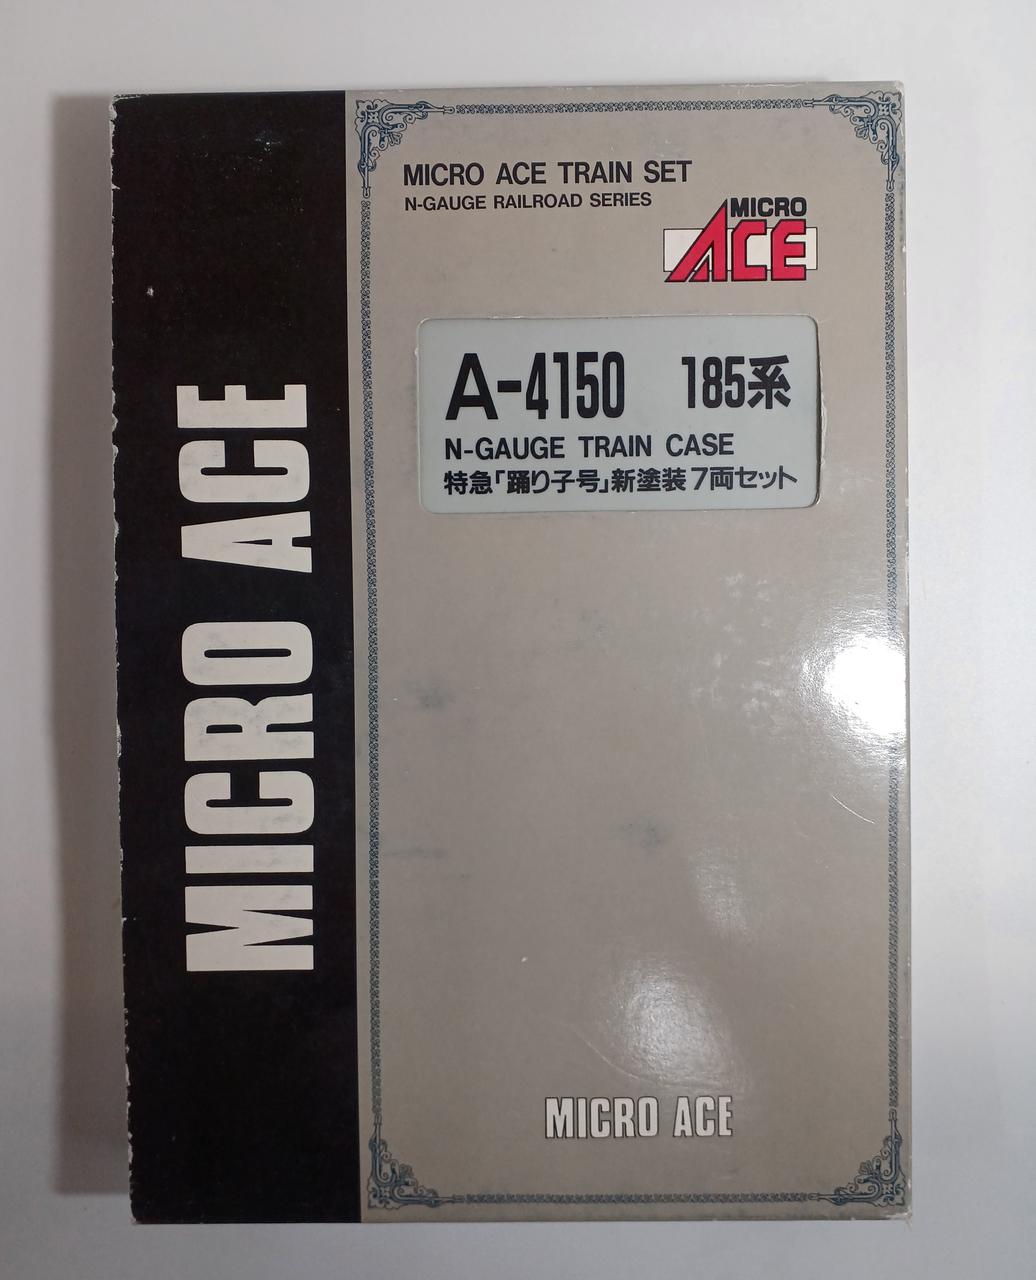 MICRO ACE
MICRO ACE TRAIN SET
N-GAUGE RAILROAD SERIES
MICRO
ACE
A-4150 185系
N-GAUGE TRAIN CASE
特急「踊り子号」新塗装7両セット
MICRO ACE